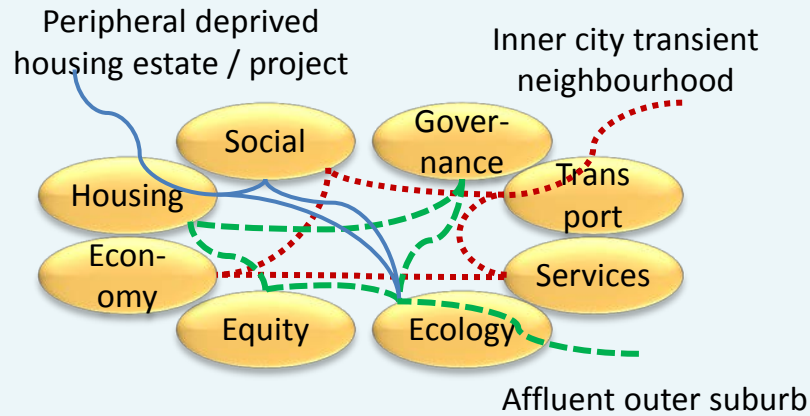 Peripheral deprived
housing estate / project
Inner city transient
neighbourhood
Social
Gover-
nance
Housing
Trans
port
Econ-
omy
Services
Equity
Ecology
Affluent outer suburb